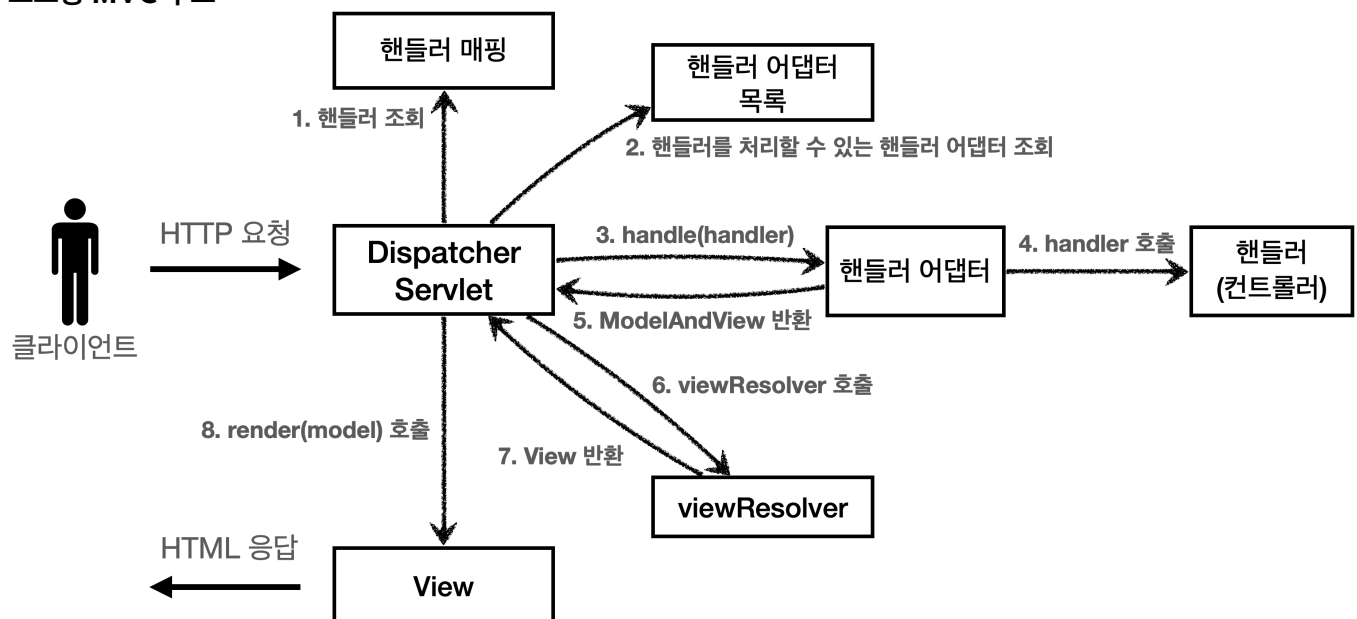 핸들러 매핑
핸들러 어댑터
목록
1. 핸들러 조회
2. 핸들러를 처리할 수 있는 핸들러 어댑터 조회
HTTP 요청
Dispatcher
Servlet
3. handle(handler)
핸들러 어댑터
4. handler 호출
핸들러
(컨트롤러)
5. ModelAndView 반환
클라이언트
6. viewResolver 호출
8. render(model) 호출
7. View 반환
viewResolver
HTML 응답
View